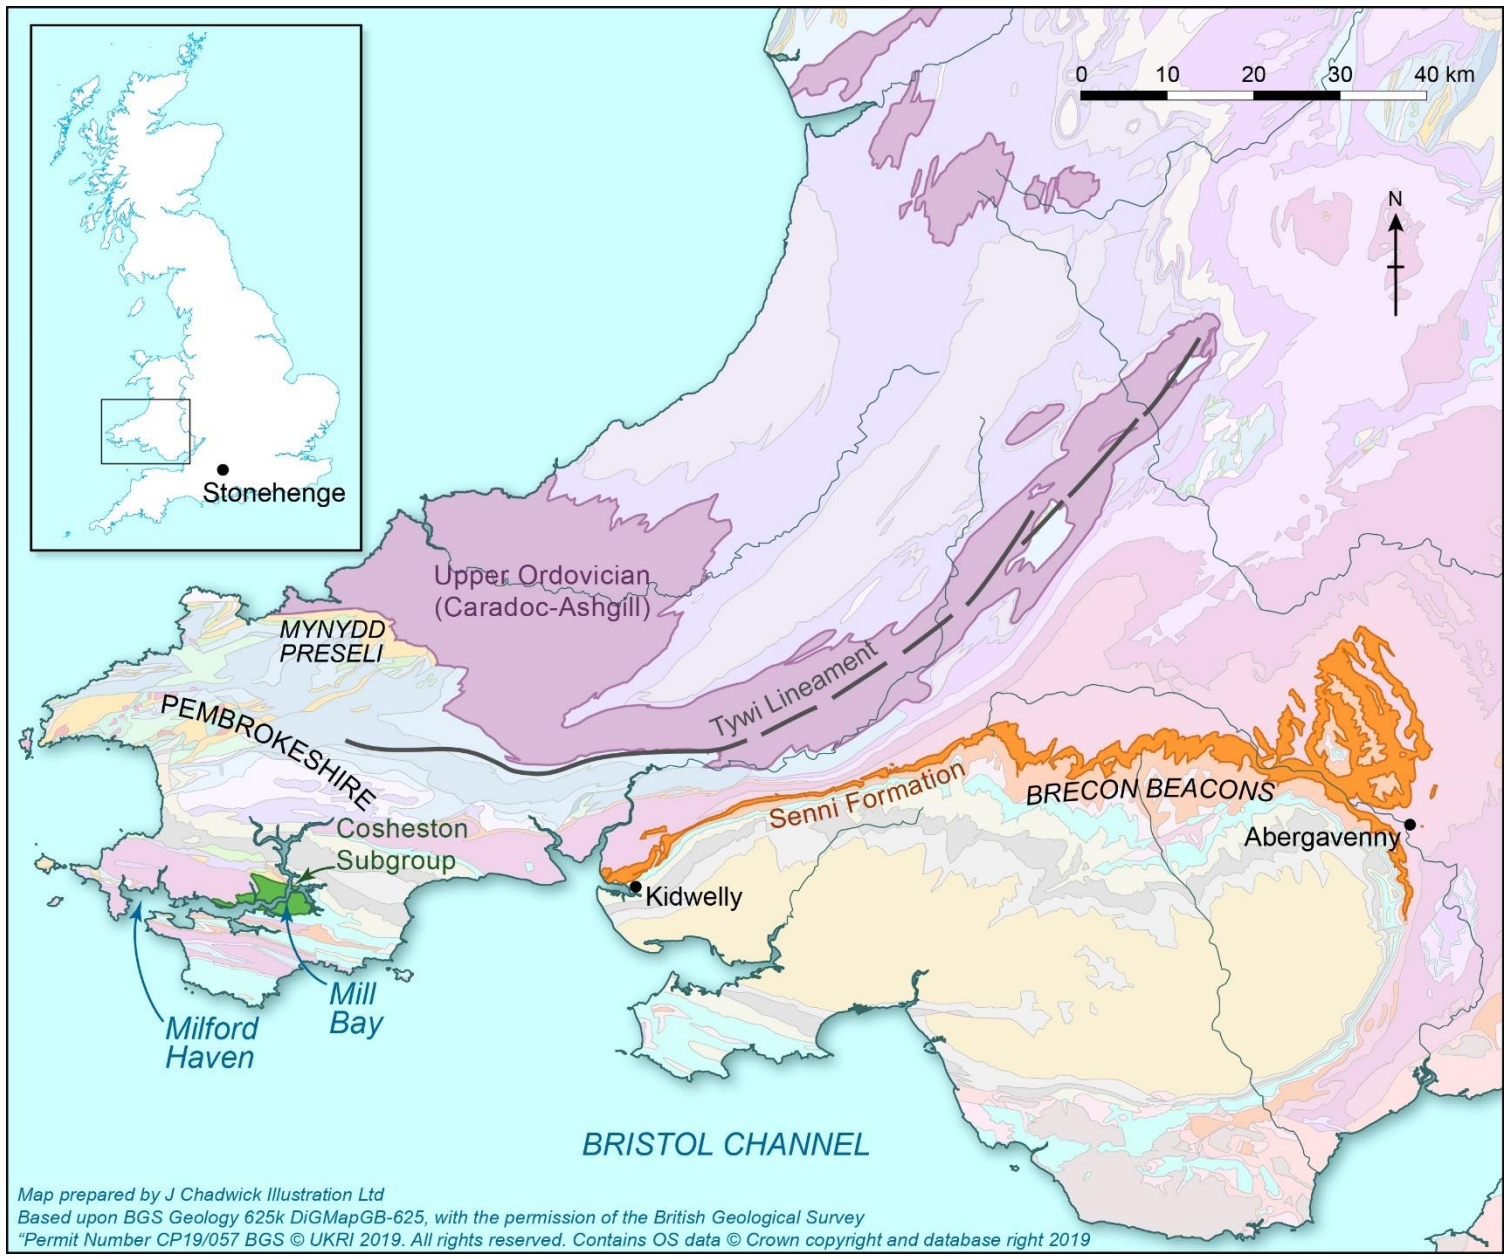 0 10 20 30 40 km
N
Stonehenge
Upper Ordovician
(Caradoc-Ashgill)
MYNYDD
PRESELI
Tywi Lineament
PEMBROKESHIRE
Senni Formation
BRECON BEACONS
Cosheston
Subgroup
Abergavenny
Kidwelly
Mill
Bay
Milford
Haven
BRISTOL CHANNEL
Map prepared by J Chadwick Illustration Ltd
Based upon BGS Geology 625k DiGMapGB-625, with the permission of the British Geological Survey
“Permit Number CP19/057 BGS © UKRI 2019. All rights reserved. Contains OS data © Crown copyright and database right 2019